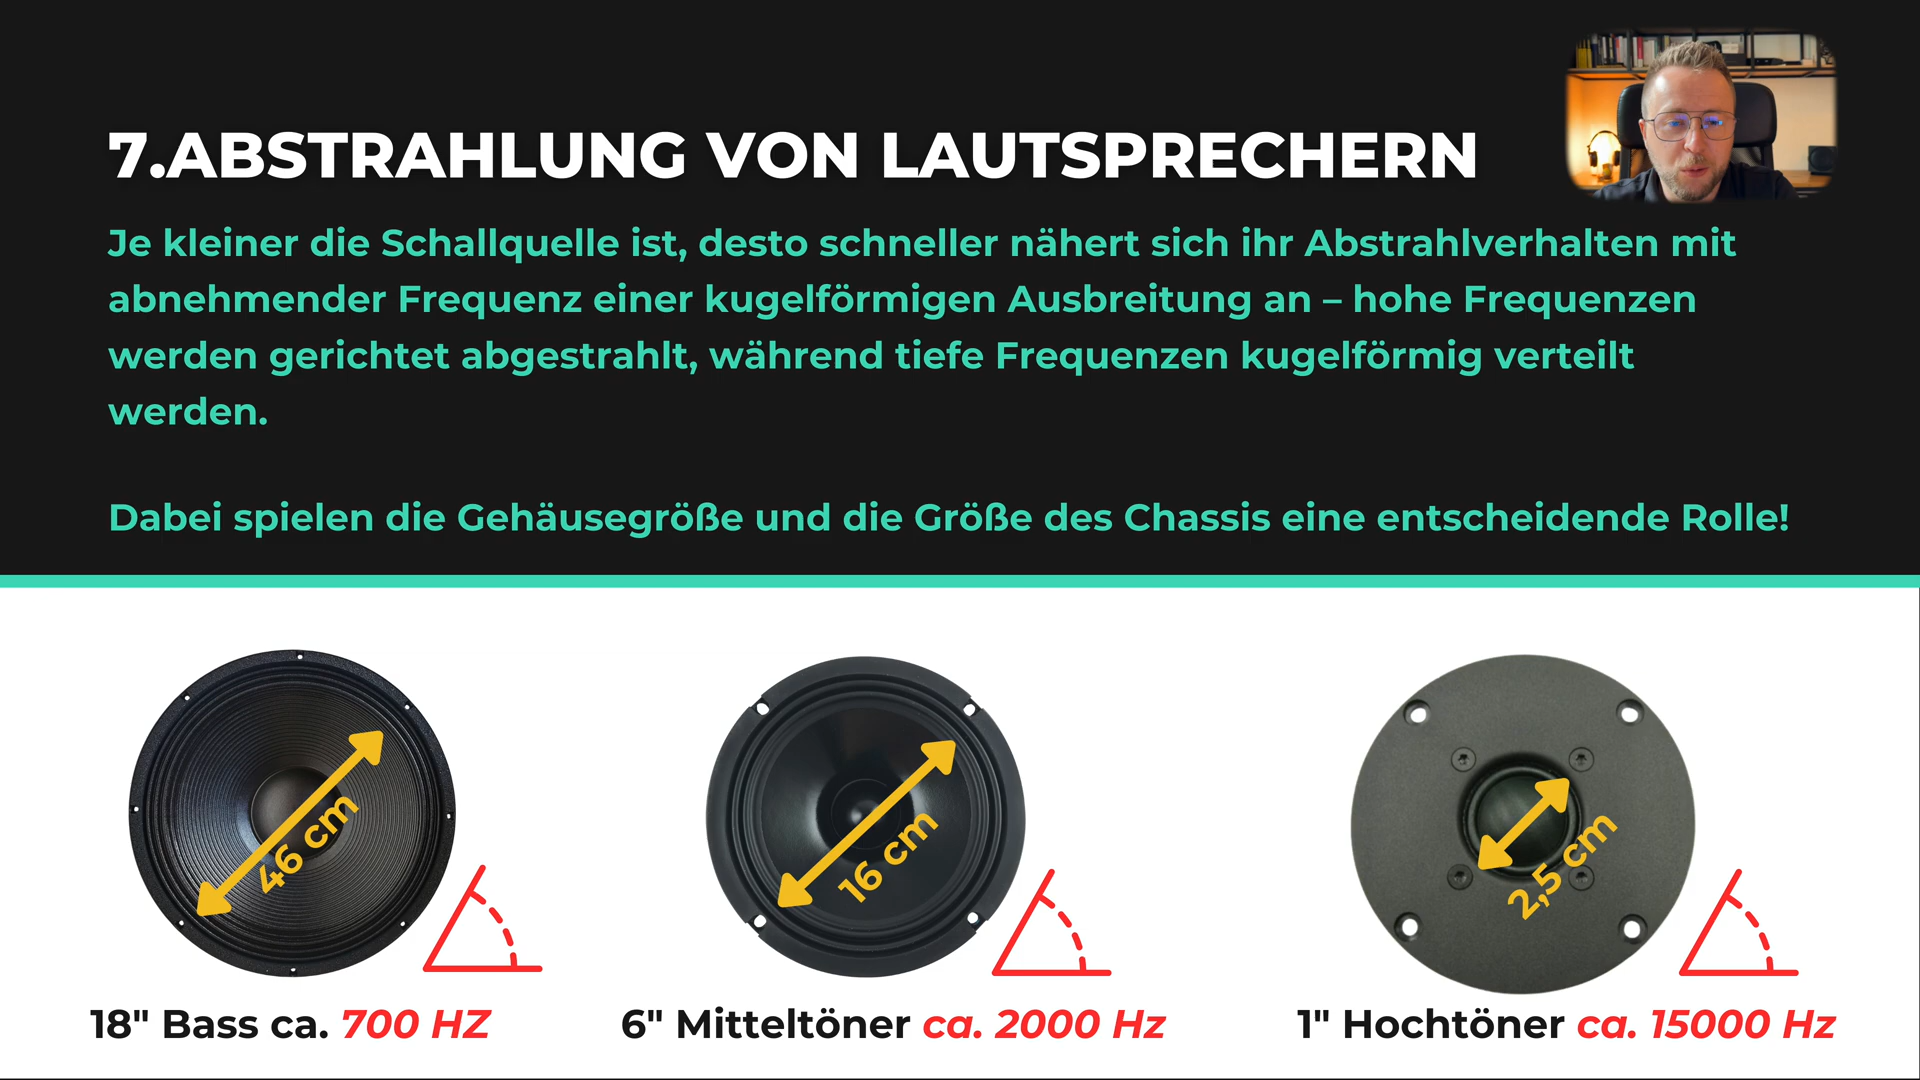 7.ABSTRAHLUNG VON LAUTSPRECHERN
Je kleiner die Schallquelle ist, desto schneller nähert sich ihr Abstrahlverhalten mit
abnehmender Frequenz einer kugelförmigen Ausbreitung an – hohe Frequenzen
werden gerichtet abgestrahlt, während tiefe Frequenzen kugelförmig verteilt
werden.
Dabei spielen die Gehäusegröße und die Größe des Chassis eine entscheidende Rolle!
46 cm
16 cm
2,5 cm
18" Bass ca. 700 HZ
6" Mitteltöner ca. 2000 Hz
1" Hochtöner ca. 15000 Hz